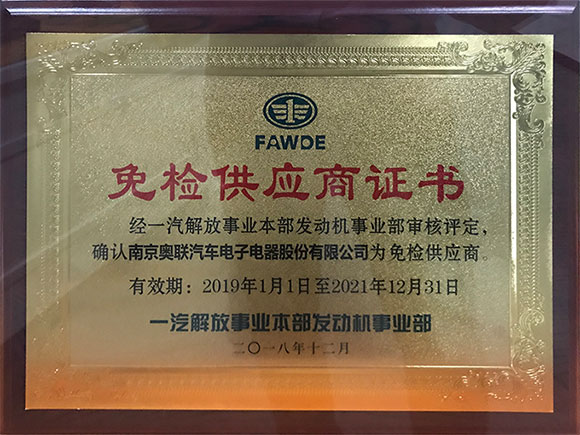 FAWDE
免检供应商证书
经一汽解放事业本部发动机事业部审核评定，
确认南京奥联汽车电子电器股份有限公司为免检供应商。
有效期：2019年1月1日至2021年12月31日
一汽解放事业本部发动机事业部
二〇一八年十二月